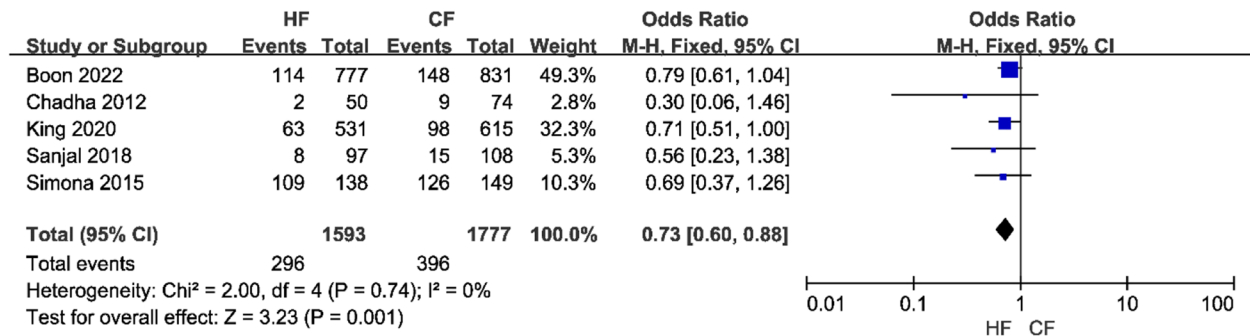 HF CF Odds Ratio Odds Ratio
Study or Subgroup Events Total Events Total Weight M-H, Fixed, 95% CI M-H, Fixed, 95% CI
Boon 2022 114 777 148 831 49.3% 0.79 [0.61, 1.04]
Chadha 2012 2 50 9 74 2.8% 0.30 [0.06, 1.46]
King 2020 63 531 98 615 32.3% 0.71 [0.51, 1.00]
Sanjal 2018 8 97 15 108 5.3% 0.56 [0.23, 1.38]
Simona 2015 109 138 126 149 10.3% 0.69 [0.37, 1.26]
Total (95% CI) 1593 1777 100.0% 0.73 [0.60, 0.88]
Total events 296 396
Heterogeneity: Chi² = 2.00, df = 4 (P = 0.74); I² = 0%
Test for overall effect: Z = 3.23 (P = 0.001)
0.01 0.1 1 10 100
HF CF